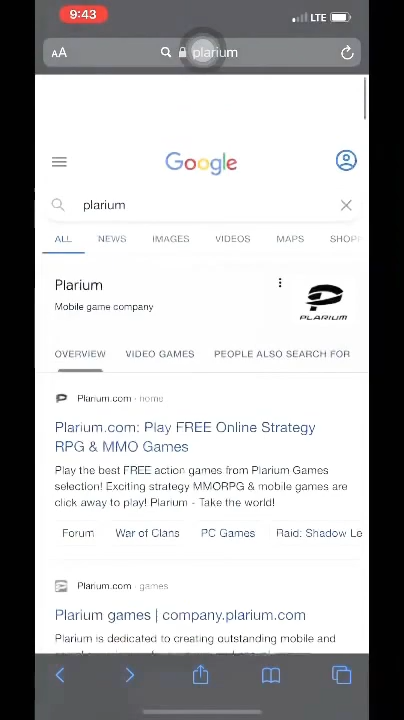 9:43
LTE
AA
plarium
Google
plarium
ALL NEWS IMAGES VIDEOS MAPS SHOP
Plarium
Mobile game company
PLARIUM
OVERVIEW VIDEO GAMES PEOPLE ALSO SEARCH FOR
Plarium.com · home
Plarium.com: Play FREE Online Strategy
RPG & MMO Games
Play the best FREE action games from Plarium Games
selection! Exciting strategy MMORPG & mobile games are
click away to play! Plarium - Take the world!
Forum War of Clans PC Games Raid: Shadow Le
Plarium.com · games
Plarium games | company.plarium.com
Plarium is dedicated to creating outstanding mobile and